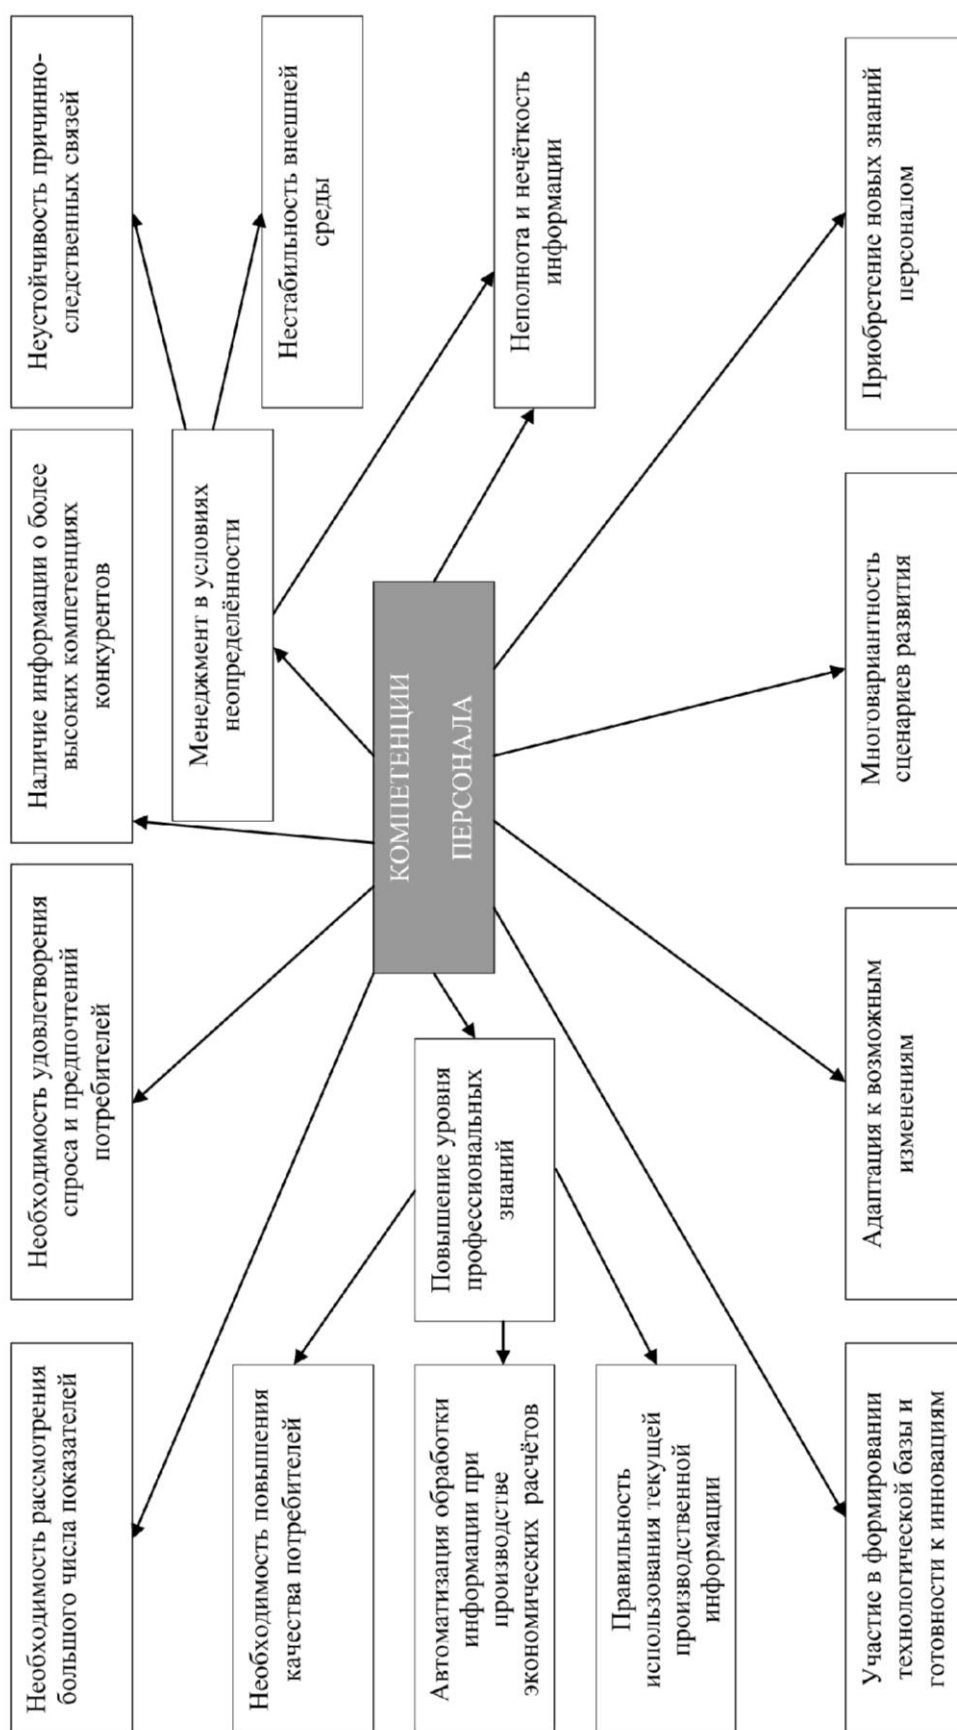 Необходимость рассмотрения
большого числа показателей
Необходимость удовлетворения
спроса и предпочтений
потребителей
Наличие информации о более
высоких компетенциях
конкурентов
Неустойчивость причинно-
следственных связей
Менеджмент в условиях
неопределённости
Нестабильность внешней
среды
Необходимость повышения
качества потребителей
КОМПЕТЕНЦИИ
ПЕРСОНАЛА
Повышение уровня
профессиональных
знаний
Автоматизация обработки
информации при
производстве
экономических расчётов
Неполнота и нечёткость
информации
Правильность
использования текущей
производственной
информации
Участие в формировании
технологической базы и
готовности к инновациям
Адаптация к возможным
изменениям
Многовариантность
сценариев развития
Приобретение новых знаний
персоналом